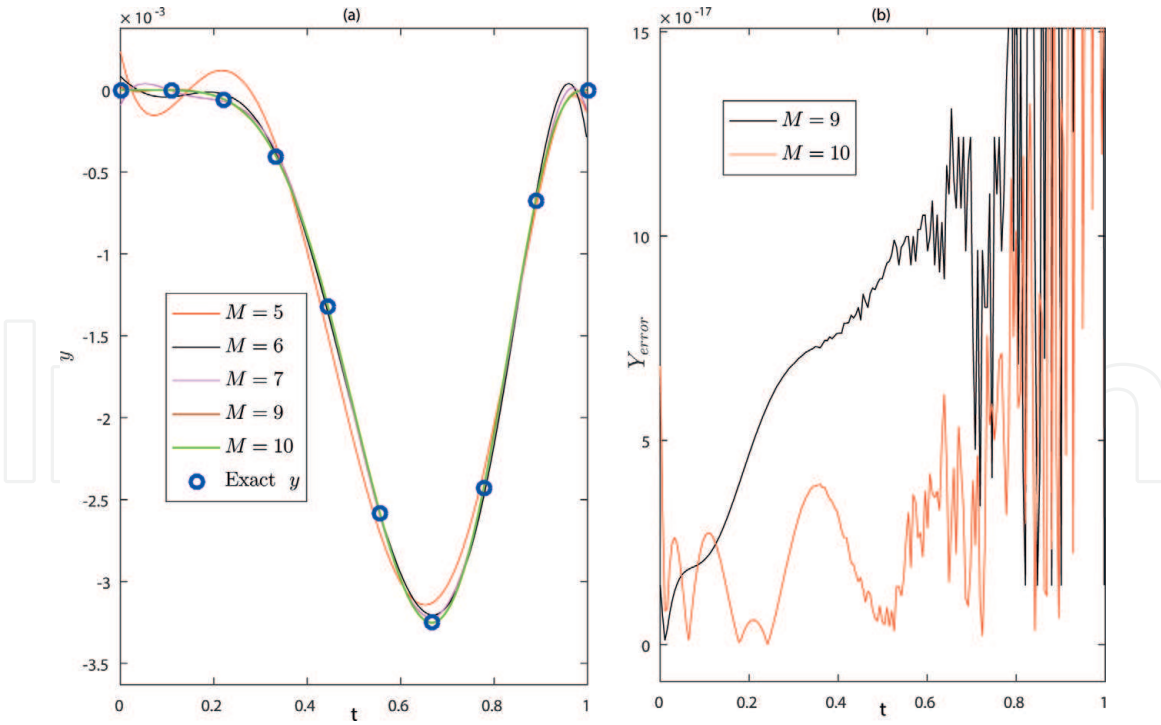 (a)
× 10 -3
0
-0.5
-1
-1.5
-2
-2.5
-3
-3.5
y
M = 5
M = 6
M = 7
M = 9
M = 10
Exact y
0 0.2 0.4 0.6 0.8 1
t
(b)
× 10 -17
15
10
5
0
Y error
M = 9
M = 10
0 0.2 0.4 0.6 0.8 1
t